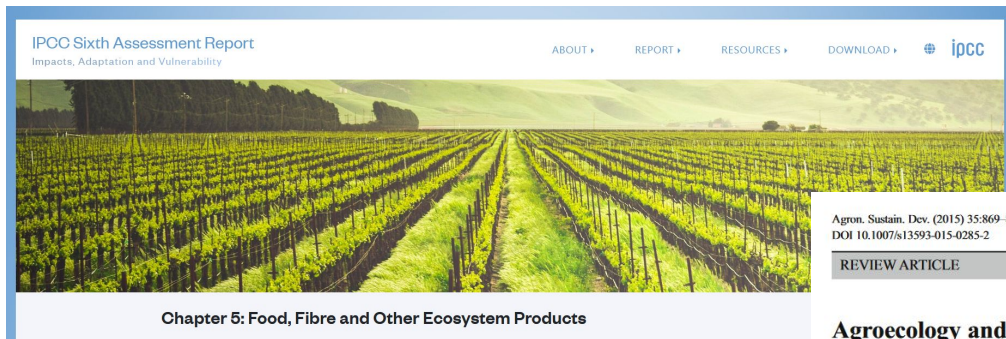 IPCC Sixth Assessment Report
Impacts, Adaptation and Vulnerability
ABOUT
REPORT
RESOURCES
DOWNLOAD
ipcc
Agron. Sustain. Dev. (2015) 35:869–
DOI 10.1007/s13593-015-0285-2
REVIEW ARTICLE
Chapter 5: Food, Fibre and Other Ecosystem Products
Agroecology and